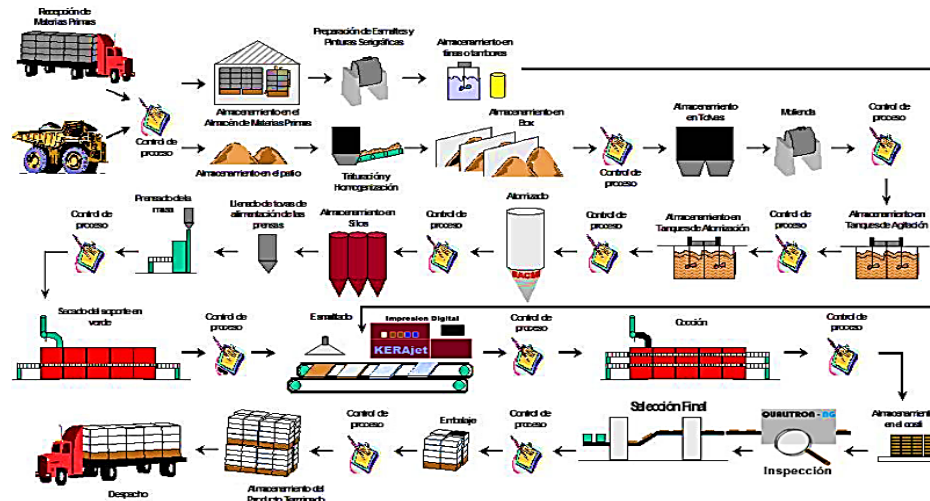 Recepción de
Materias Primas
Control de
proceso
Almacenamiento en el
Almacén de Materias Primas
Preparación de Esmaltes y
Pinturas Serigráficas
Almacenamiento en
tinas o tambores
Almacenamiento en el patio
Trituración y
Homogenización
Almacenamiento en
Box
Control de
proceso
Almacenamiento
en Tolvas
Molienda
Control de
proceso
Prensado de la
masa
Control de
proceso
Llenado de tovas de
alimentación de las
prensas
Almacenamiento en
Silos
Control de
proceso
Atomizado
SACMI
Control de
proceso
Almacenamiento en
Tanques de Atomización
Control de
proceso
Almacenamiento en
Tanques de Agitación
Secado del soporte en
verde
Control de
proceso
Esmaltado
Impresion Digital
KERAjet
Control de
proceso
Cocción
Control de
proceso
Despacho
Almacenamiento del
Producto Terminado
Control de
proceso
Embalaje
Control de
proceso
Selección Final
QUALITRON - NG
Inspección
Almacenamiento
en el